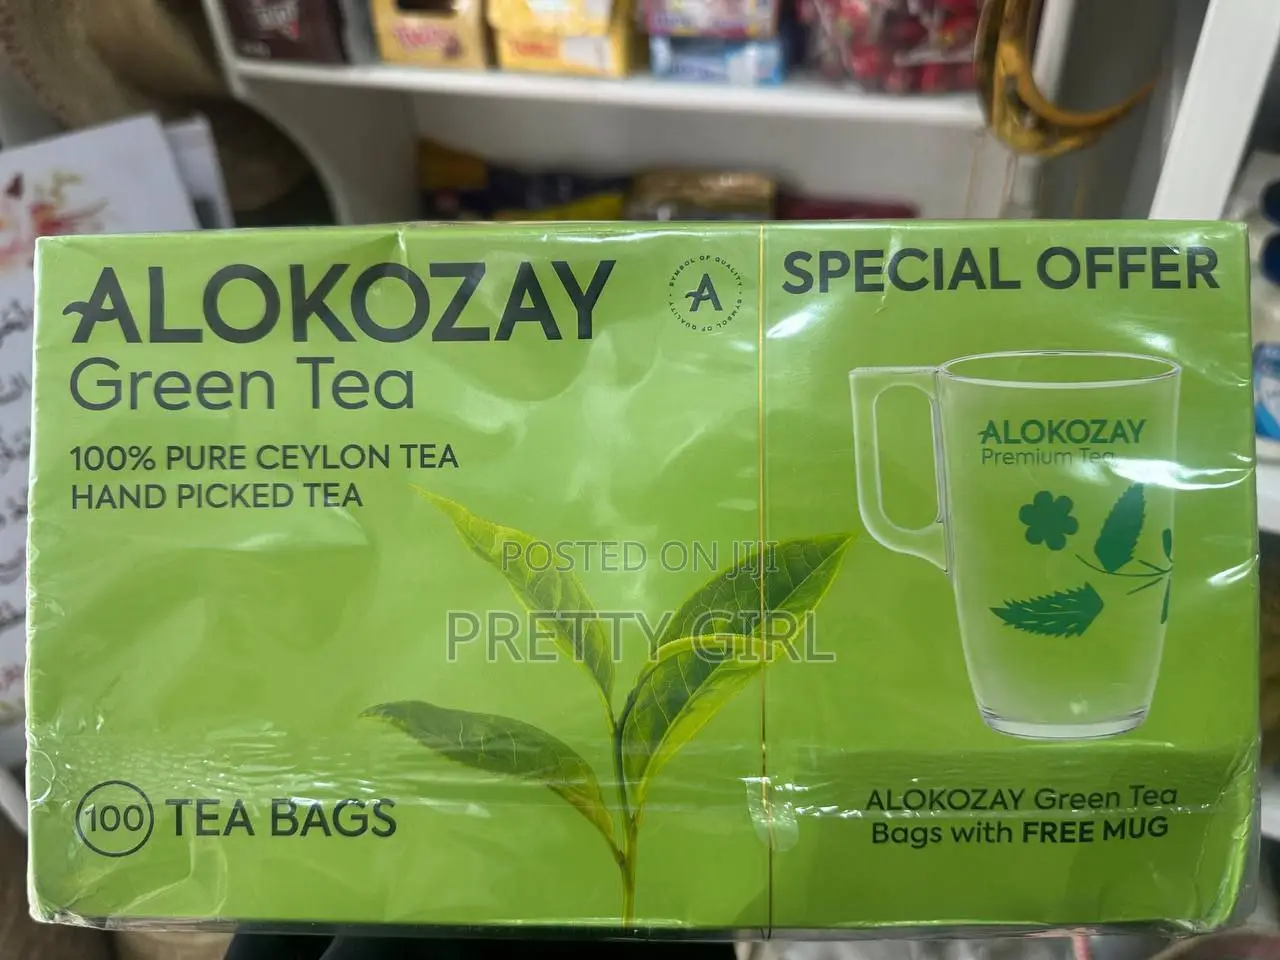 ALOKOZAY
Green Tea
100% PURE CEYLON TEA
HAND PICKED TEA
SYMBOL OF QUALITY • SYMBOL OF QUALITY
A
SPECIAL OFFER
ALOKOZAY
Premium Tea
POSTED ON JIJI
PRETTY GIRL
100 TEA BAGS
ALOKOZAY Green Tea
Bags with FREE MUG